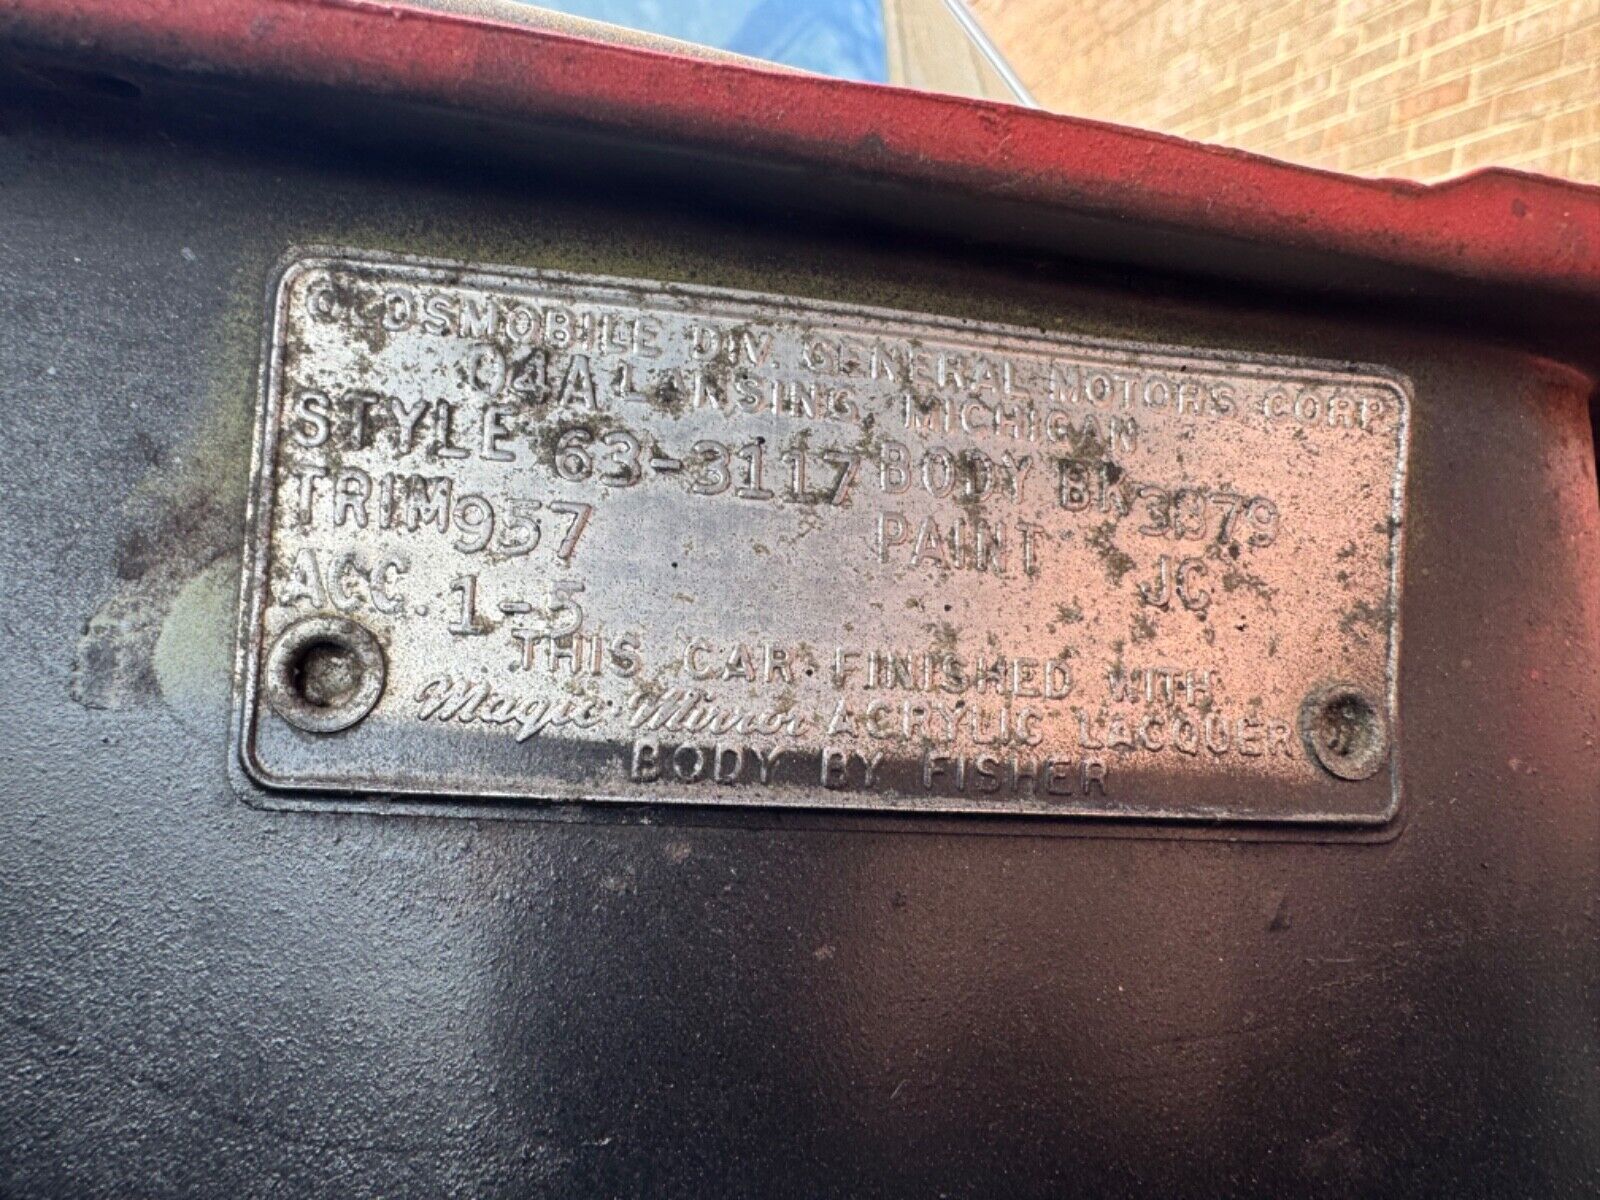 OLDSMOBILE DIV. GENERAL MOTORS CORP.
04A LANSING, MICHIGAN
STYLE 63-3117 BODY BK3879
TRIM 957 PAINT JC
ACC. 1-5
THIS CAR FINISHED WITH
Magic Mirror ACRYLIC LACQUER
BODY BY FISHER